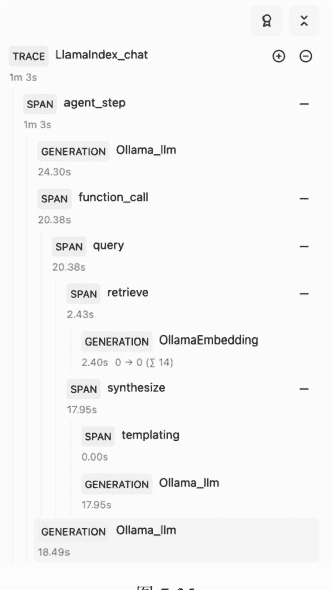 TRACE LlamaIndex_chat
1m 3s
SPAN agent_step
1m 3s
GENERATION Ollama_llm
24.30s
SPAN function_call
20.38s
SPAN query
20.38s
SPAN retrieve
2.43s
GENERATION OllamaEmbedding
2.40s 0 → 0 (∑ 14)
SPAN synthesize
17.95s
SPAN templating
0.00s
GENERATION Ollama_llm
17.95s
GENERATION Ollama_llm
18.49s